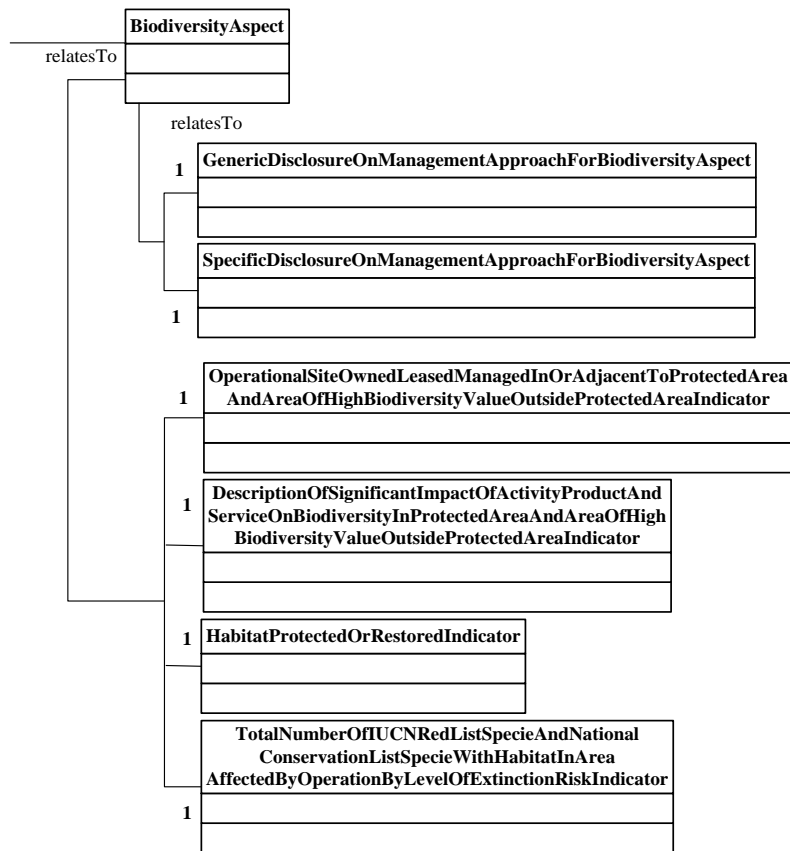 BiodiversityAspect
relatesTo
relatesTo
1
GenericDisclosureOnManagementApproachForBiodiversityAspect
SpecificDisclosureOnManagementApproachForBiodiversityAspect
1
OperationalSiteOwnedLeasedManagedInOrAdjacentToProtectedArea
1
AndAreaOfHighBiodiversityValueOutsideProtectedAreaIndicator
DescriptionOfSignificantImpactOfActivityProductAnd
1
ServiceOnBiodiversityInProtectedAreaAndAreaOfHigh
BiodiversityValueOutsideProtectedAreaIndicator
1
HabitatProtectedOrRestoredIndicator
TotalNumberOfIUCNRedListSpecieAndNational
ConservationListSpecieWithHabitatInArea
AffectedByOperationByLevelOfExtinctionRiskIndicator
1